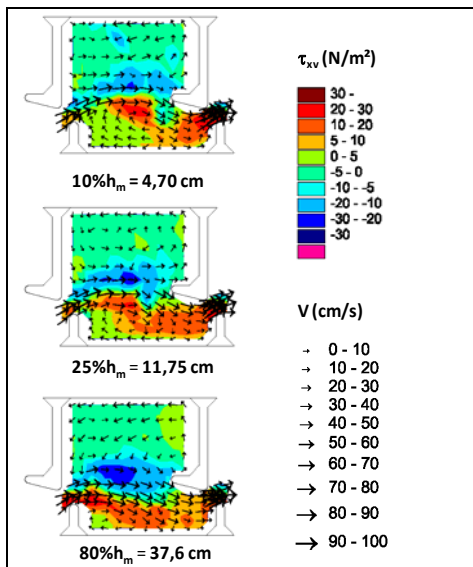 τxv (N/m²)
30 -
20 - 30
10 - 20
5 - 10
0 - 5
-5 - 0
-10 - -5
-20 - -10
-30 - -20
-30
10%hm = 4,70 cm
25%hm = 11,75 cm
80%hm = 37,6 cm
V (cm/s)
0 - 10
10 - 20
20 - 30
30 - 40
40 - 50
50 - 60
60 - 70
70 - 80
80 - 90
90 - 100